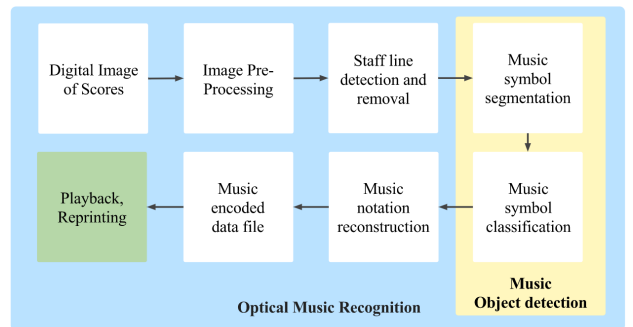 Digital Image
of Scores
Image Pre-
Processing
Staff line
detection and
removal
Music
symbol
segmentation
Music
symbol
classification
Music
notation
reconstruction
Music
encoded
data file
Playback,
Reprinting
Music
Object detection
Optical Music Recognition